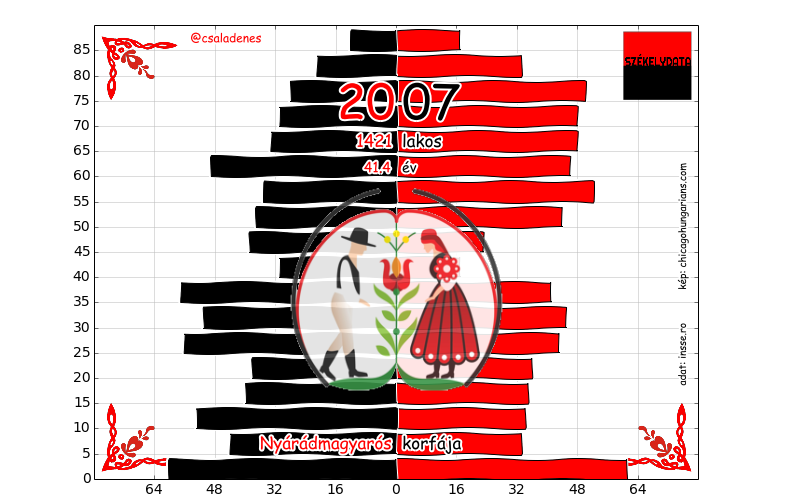 @csaladenes
SZÉKELYDATA
2007
1421 lakos
41,4 év
kép: chicagohungarians.com
adat: insse.ro
Nyárádmagyarós korfája
85
80
75
70
65
60
55
50
45
40
35
30
25
20
15
10
5
0
64 48 32 16 0 16 32 48 64